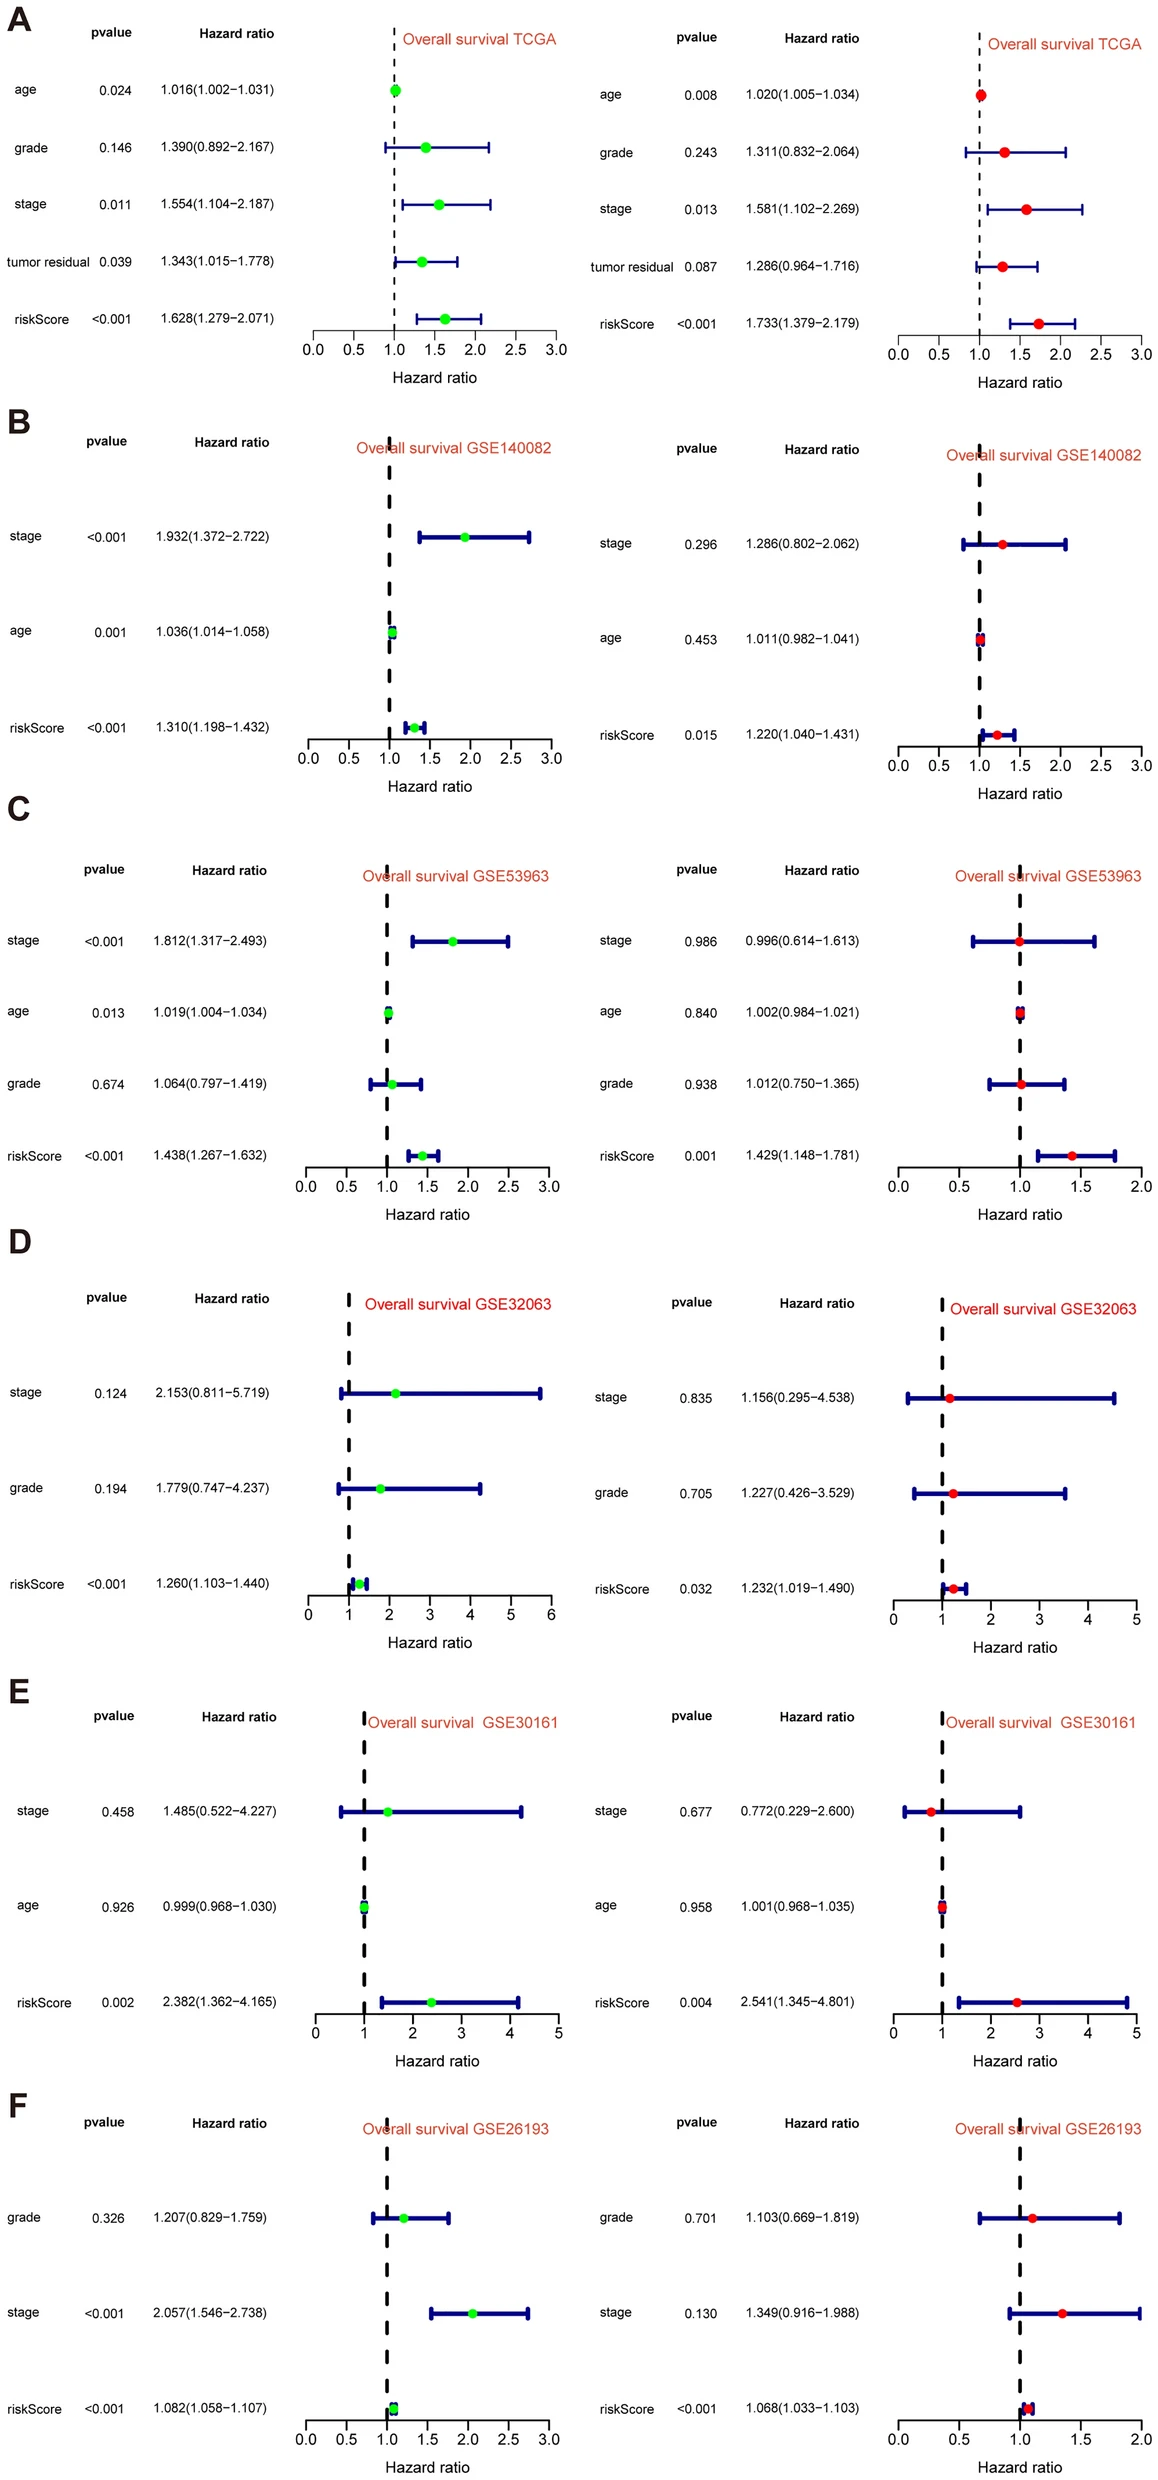 A
pvalue Hazard ratio
Overall survival TCGA
age 0.024 1.016(1.002−1.031)
grade 0.146 1.390(0.892−2.167)
stage 0.011 1.554(1.104−2.187)
tumor residual 0.039 1.343(1.015−1.778)
riskScore <0.001 1.628(1.279−2.071)
0.0 0.5 1.0 1.5 2.0 2.5 3.0
Hazard ratio
pvalue Hazard ratio
Overall survival TCGA
age 0.008 1.020(1.005−1.034)
grade 0.243 1.311(0.832−2.064)
stage 0.013 1.581(1.102−2.269)
tumor residual 0.087 1.286(0.964−1.716)
riskScore <0.001 1.733(1.379−2.179)
0.0 0.5 1.0 1.5 2.0 2.5 3.0
Hazard ratio
B
pvalue Hazard ratio
Overall survival GSE140082
stage <0.001 1.932(1.372−2.722)
age 0.001 1.036(1.014−1.058)
riskScore <0.001 1.310(1.198−1.432)
0.0 0.5 1.0 1.5 2.0 2.5 3.0
Hazard ratio
pvalue Hazard ratio
Overall survival GSE140082
stage 0.296 1.286(0.802−2.062)
age 0.453 1.011(0.982−1.041)
riskScore 0.015 1.220(1.040−1.431)
0.0 0.5 1.0 1.5 2.0 2.5 3.0
Hazard ratio
C
pvalue Hazard ratio
Overall survival GSE53963
stage <0.001 1.812(1.317−2.493)
age 0.013 1.019(1.004−1.034)
grade 0.674 1.064(0.797−1.419)
riskScore <0.001 1.438(1.267−1.632)
0.0 0.5 1.0 1.5 2.0 2.5 3.0
Hazard ratio
pvalue Hazard ratio
Overall survival GSE53963
stage 0.986 0.996(0.614−1.613)
age 0.840 1.002(0.984−1.021)
grade 0.938 1.012(0.750−1.365)
riskScore 0.001 1.429(1.148−1.781)
0.0 0.5 1.0 1.5 2.0
Hazard ratio
D
pvalue Hazard ratio
Overall survival GSE32063
stage 0.124 2.153(0.811−5.719)
grade 0.194 1.779(0.747−4.237)
riskScore <0.001 1.260(1.103−1.440)
0 1 2 3 4 5 6
Hazard ratio
pvalue Hazard ratio
Overall survival GSE32063
stage 0.835 1.156(0.295−4.538)
grade 0.705 1.227(0.426−3.529)
riskScore 0.032 1.232(1.019−1.490)
0 1 2 3 4 5
Hazard ratio
E
pvalue Hazard ratio
Overall survival GSE30161
stage 0.458 1.485(0.522−4.227)
age 0.926 0.999(0.968−1.030)
riskScore 0.002 2.382(1.362−4.165)
0 1 2 3 4 5
Hazard ratio
pvalue Hazard ratio
Overall survival GSE30161
stage 0.677 0.772(0.229−2.600)
age 0.958 1.001(0.968−1.035)
riskScore 0.004 2.541(1.345−4.801)
0 1 2 3 4 5
Hazard ratio
F
pvalue Hazard ratio
Overall survival GSE26193
grade 0.326 1.207(0.829−1.759)
stage <0.001 2.057(1.546−2.738)
riskScore <0.001 1.082(1.058−1.107)
0.0 0.5 1.0 1.5 2.0 2.5 3.0
Hazard ratio
pvalue Hazard ratio
Overall survival GSE26193
grade 0.701 1.103(0.669−1.819)
stage 0.130 1.349(0.916−1.988)
riskScore <0.001 1.068(1.033−1.103)
0.0 0.5 1.0 1.5 2.0
Hazard ratio